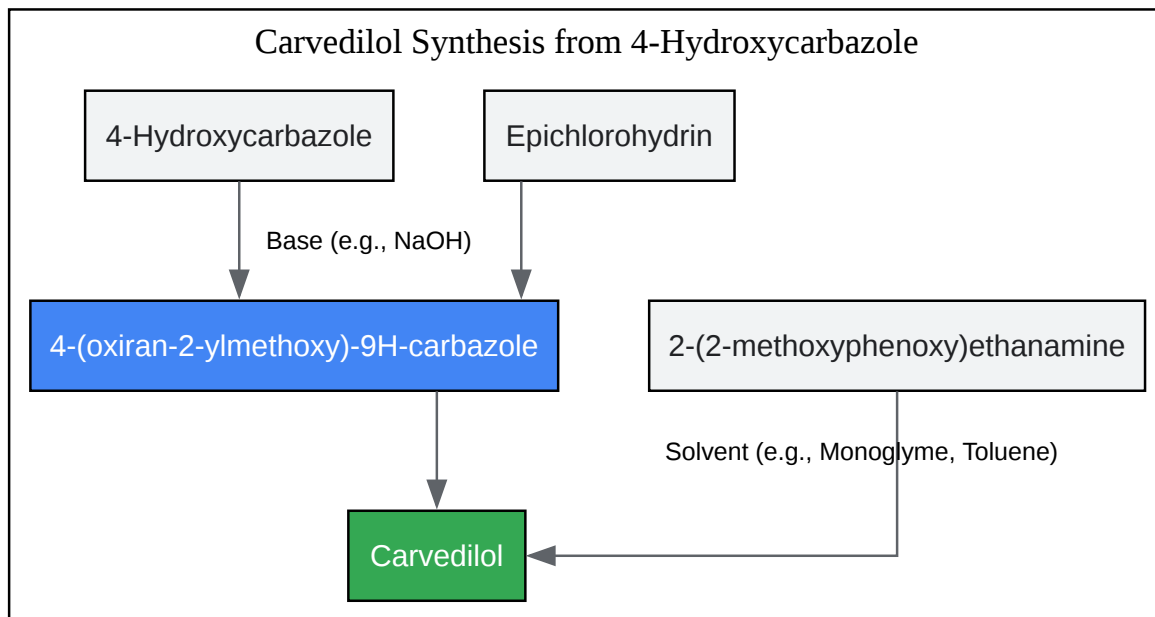 Carvedilol Synthesis from 4-Hydroxycarbazole
4-Hydroxycarbazole
Epichlorohydrin
Base (e.g., NaOH)
4-(oxiran-2-ylmethoxy)-9H-carbazole
2-(2-methoxyphenoxy)ethanamine
Solvent (e.g., Monoglyme, Toluene)
Carvedilol